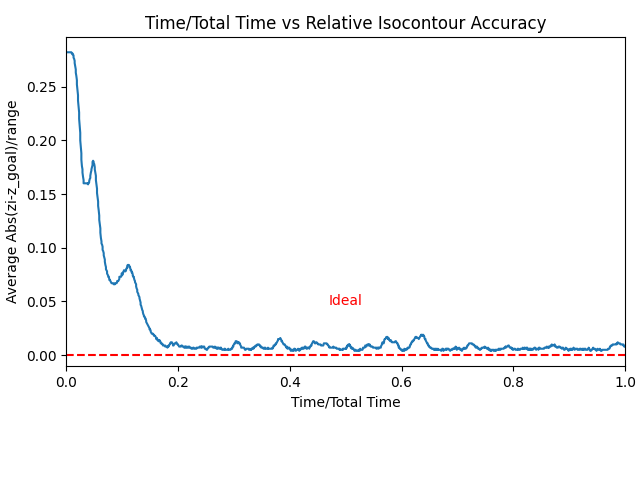 Time/Total Time vs Relative Isocontour Accuracy
Average Abs(zi-z_goal)/range
0.25
0.20
0.15
0.10
0.05
0.00
Ideal
0.0 0.2 0.4 0.6 0.8 1.0
Time/Total Time